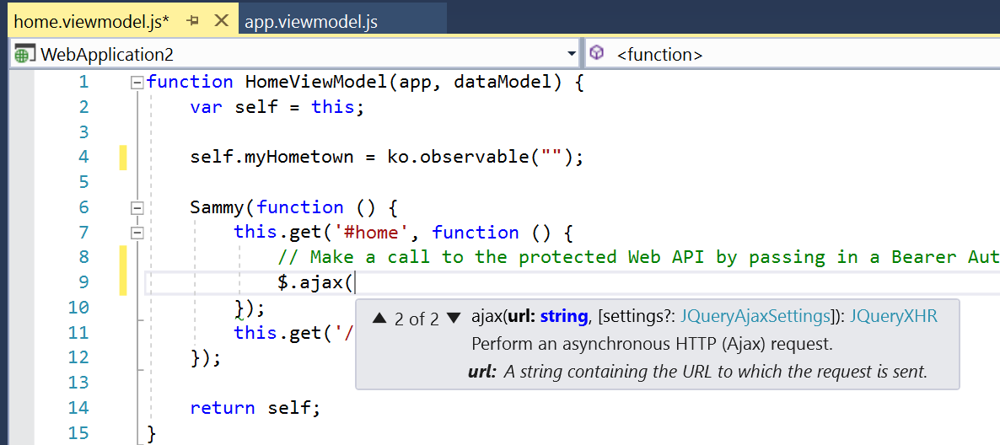 home.viewmodel.js* app.viewmodel.js
WebApplication2 <function>
1 function HomeViewModel(app, dataModel) {
2 var self = this;
3
4 self.myHometown = ko.observable("");
5
6 Sammy(function () {
7 this.get('#home', function () {
8 // Make a call to the protected Web API by passing in a Bearer Aut
9 $.ajax(
10 });
11 this.get('/
12 });
13
14 return self;
15 }
2 of 2 ajax(url: string, [settings?: JQueryAjaxSettings]): JQueryXHR
Perform an asynchronous HTTP (Ajax) request.
url: A string containing the URL to which the request is sent.